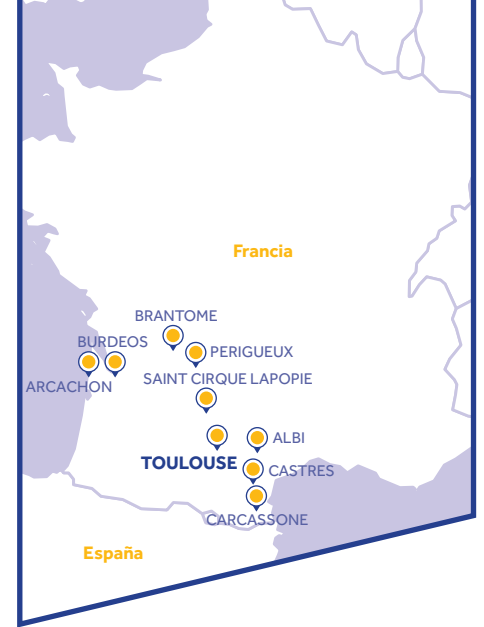 Francia
BRANTOME
BURDEOS
PERIGUEUX
SAINT CIRQUE LAPOPIE
ARCACHON
ALBI
TOULOUSE
CASTRES
CARCASSONE
España